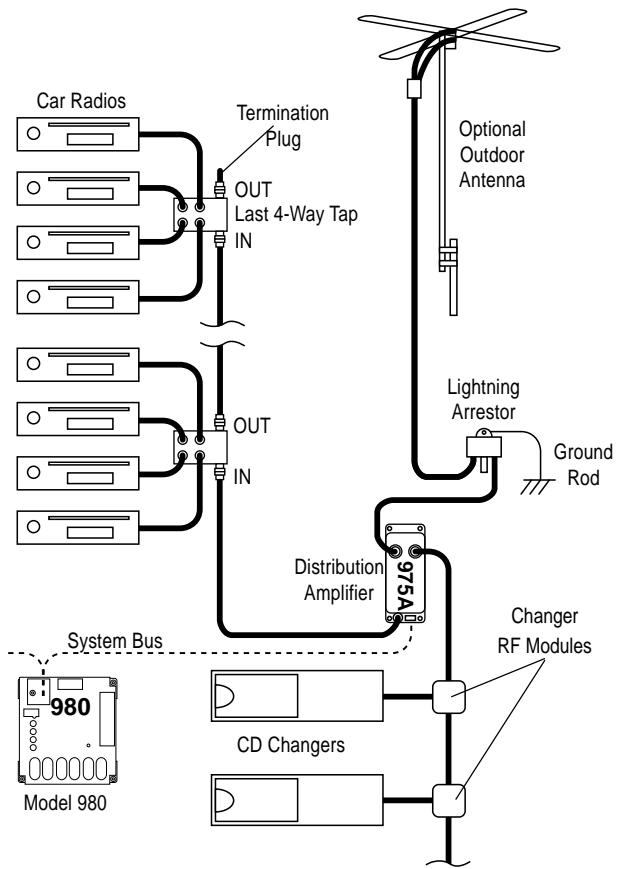 Car Radios
Termination
Plug
OUT
Last 4-Way Tap
IN
Optional
Outdoor
Antenna
OUT
IN
Lightning
Arrestor
Ground
Rod
Distribution
Amplifier
975A
System Bus
980
Model 980
CD Changers
Changer
RF Modules